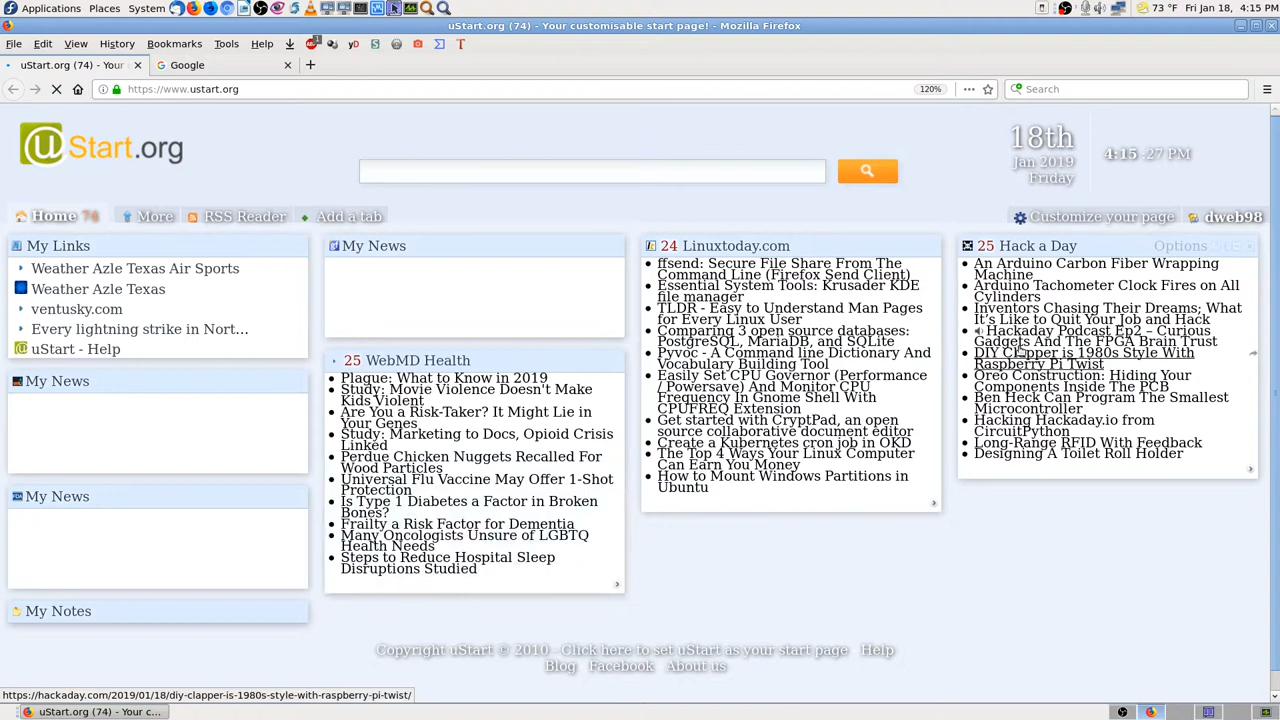 Applications Places System 73 °F Fri Jan 18, 4:15 PM
uStart.org (74) - Your customisable start page! - Mozilla Firefox
File Edit View History Bookmarks Tools Help 1 yD S T
uStart.org (74) - Your × Google × +
https://www.ustart.org 120% Search
uStart.org
18th
Jan 2019
Friday
4:15 :27 PM
Home 74 More RSS Reader Add a tab Customize your page dweb98
My Links
Weather Azle Texas Air Sports
Weather Azle Texas
ventusky.com
Every lightning strike in Nort...
uStart - Help
My News
My News
My Notes
My News
25 WebMD Health
Plague: What to Know in 2019
Study: Movie Violence Doesn't Make
Kids Violent
Are You a Risk-Taker? It Might Lie in
Your Genes
Study: Marketing to Docs, Opioid Crisis
Linked
Perdue Chicken Nuggets Recalled For
Wood Particles
Universal Flu Vaccine May Offer 1-Shot
Protection
Is Type 1 Diabetes a Factor in Broken
Bones?
Frailty a Risk Factor for Dementia
Many Oncologists Unsure of LGBTQ
Health Needs
Steps to Reduce Hospital Sleep
Disruptions Studied
24 Linuxtoday.com
ffsend: Secure File Share From The
Command Line (Firefox Send Client)
Essential System Tools: Krusader KDE
file manager
TLDR - Easy to Understand Man Pages
for Every Linux User
Comparing 3 open source databases:
PostgreSQL, MariaDB, and SQLite
Pyvoc - A Command line Dictionary And
Vocabulary Building Tool
Easily Set CPU Governor (Performance
/ Powersave) And Monitor CPU
Frequency In Gnome Shell With
CPUFREQ Extension
Get started with CryptPad, an open
source collaborative document editor
Create a Kubernetes cron job in OKD
The Top 4 Ways Your Linux Computer
Can Earn You Money
How to Mount Windows Partitions in
Ubuntu
25 Hack a Day Options
An Arduino Carbon Fiber Wrapping
Machine
Arduino Tachometer Clock Fires on All
Cylinders
Inventors Chasing Their Dreams; What
It's Like to Quit Your Job and Hack
Hackaday Podcast Ep2 – Curious
Gadgets And The FPGA Brain Trust
DIY Clapper is 1980s Style With
Raspberry Pi Twist
Oreo Construction: Hiding Your
Components Inside The PCB
Ben Heck Can Program The Smallest
Microcontroller
Hacking Hackaday.io from
CircuitPython
Long-Range RFID With Feedback
Designing A Toilet Roll Holder
Copyright uStart © 2010 - Click here to set uStart as your start page Help
Blog Facebook About us
https://hackaday.com/2019/01/18/diy-clapper-is-1980s-style-with-raspberry-pi-twist/
uStart.org (74) - Your c...